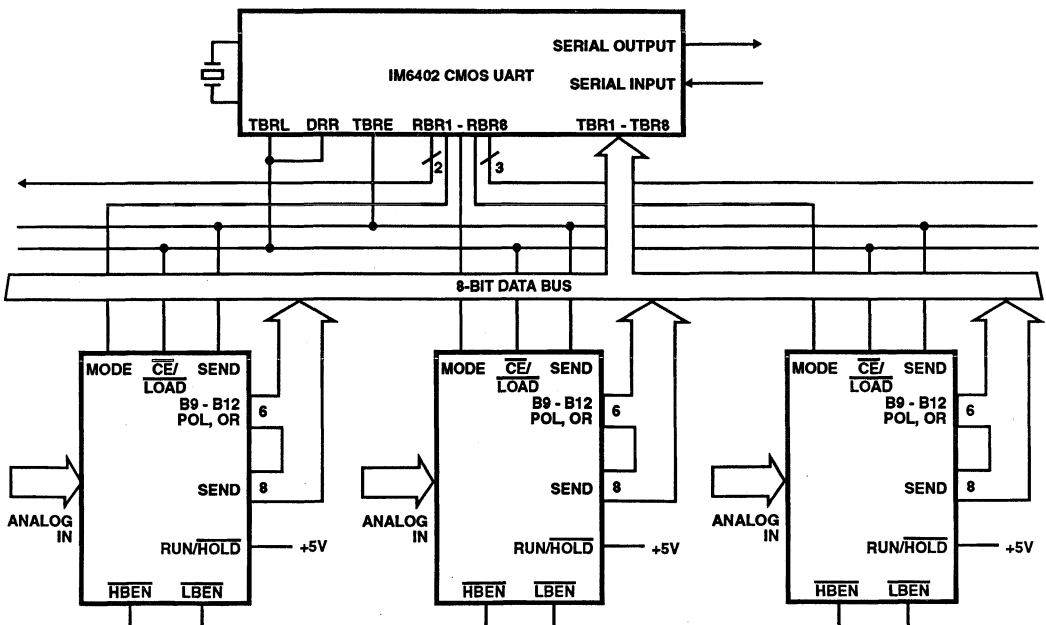 SERIAL OUTPUT
IM6402 CMOS UART
SERIAL INPUT
TBRL DRR TBRE RBR1 - RBR8 TBR1 - TBR8
2 3
8-BIT DATA BUS
MODE CE/ SEND
LOAD
B9 - B12
POL, OR
6
SEND 8
ANALOG
IN
RUN/HOLD +5V
HBEN LBEN
MODE CE/ SEND
LOAD
B9 - B12
POL, OR
6
SEND 8
ANALOG
IN
RUN/HOLD +5V
HBEN LBEN
MODE CE/ SEND
LOAD
B9 - B12
POL, OR
6
SEND 8
ANALOG
IN
RUN/HOLD +5V
HBEN LBEN